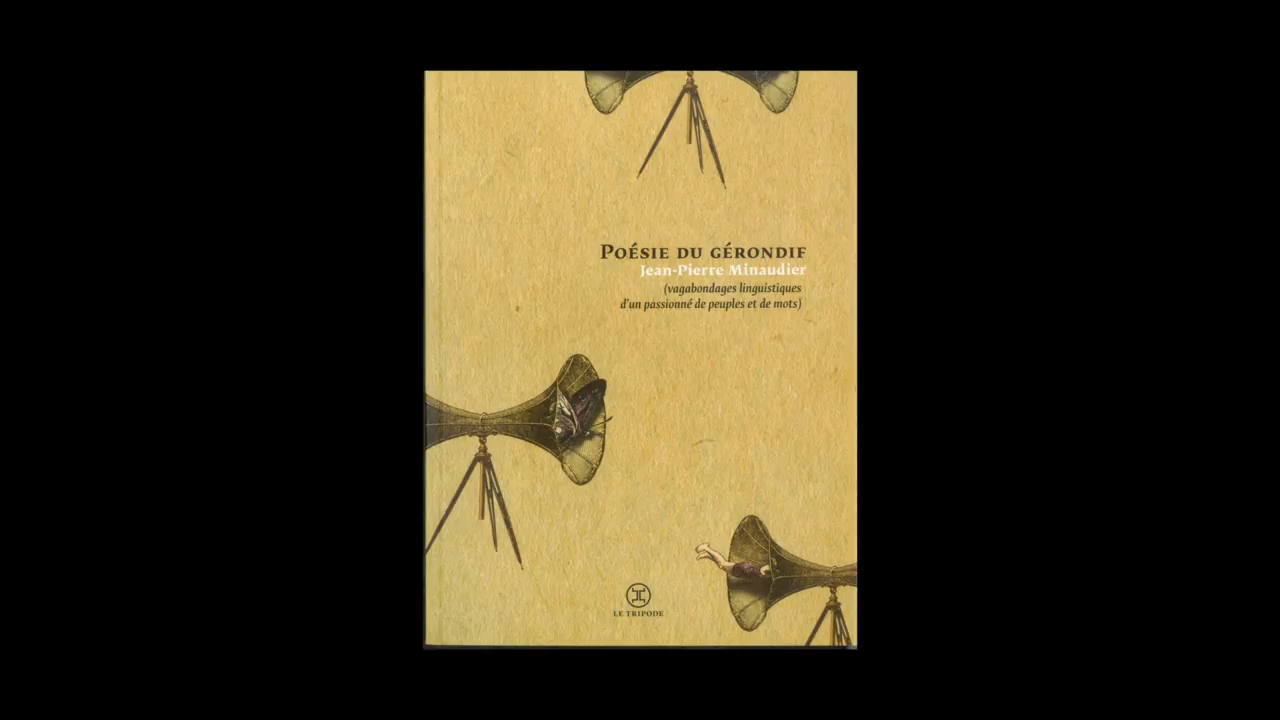 Poésie du gérondif
Jean-Pierre Minaudier
(vagabondages linguistiques
d'un passionné de peuples et de mots)
LE TRIPODE